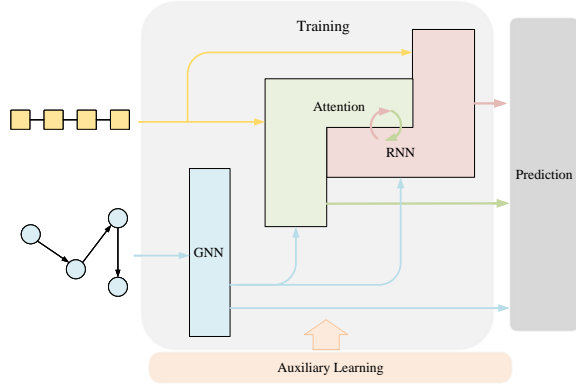 Training
Attention
RNN
Prediction
GNN
Auxiliary Learning